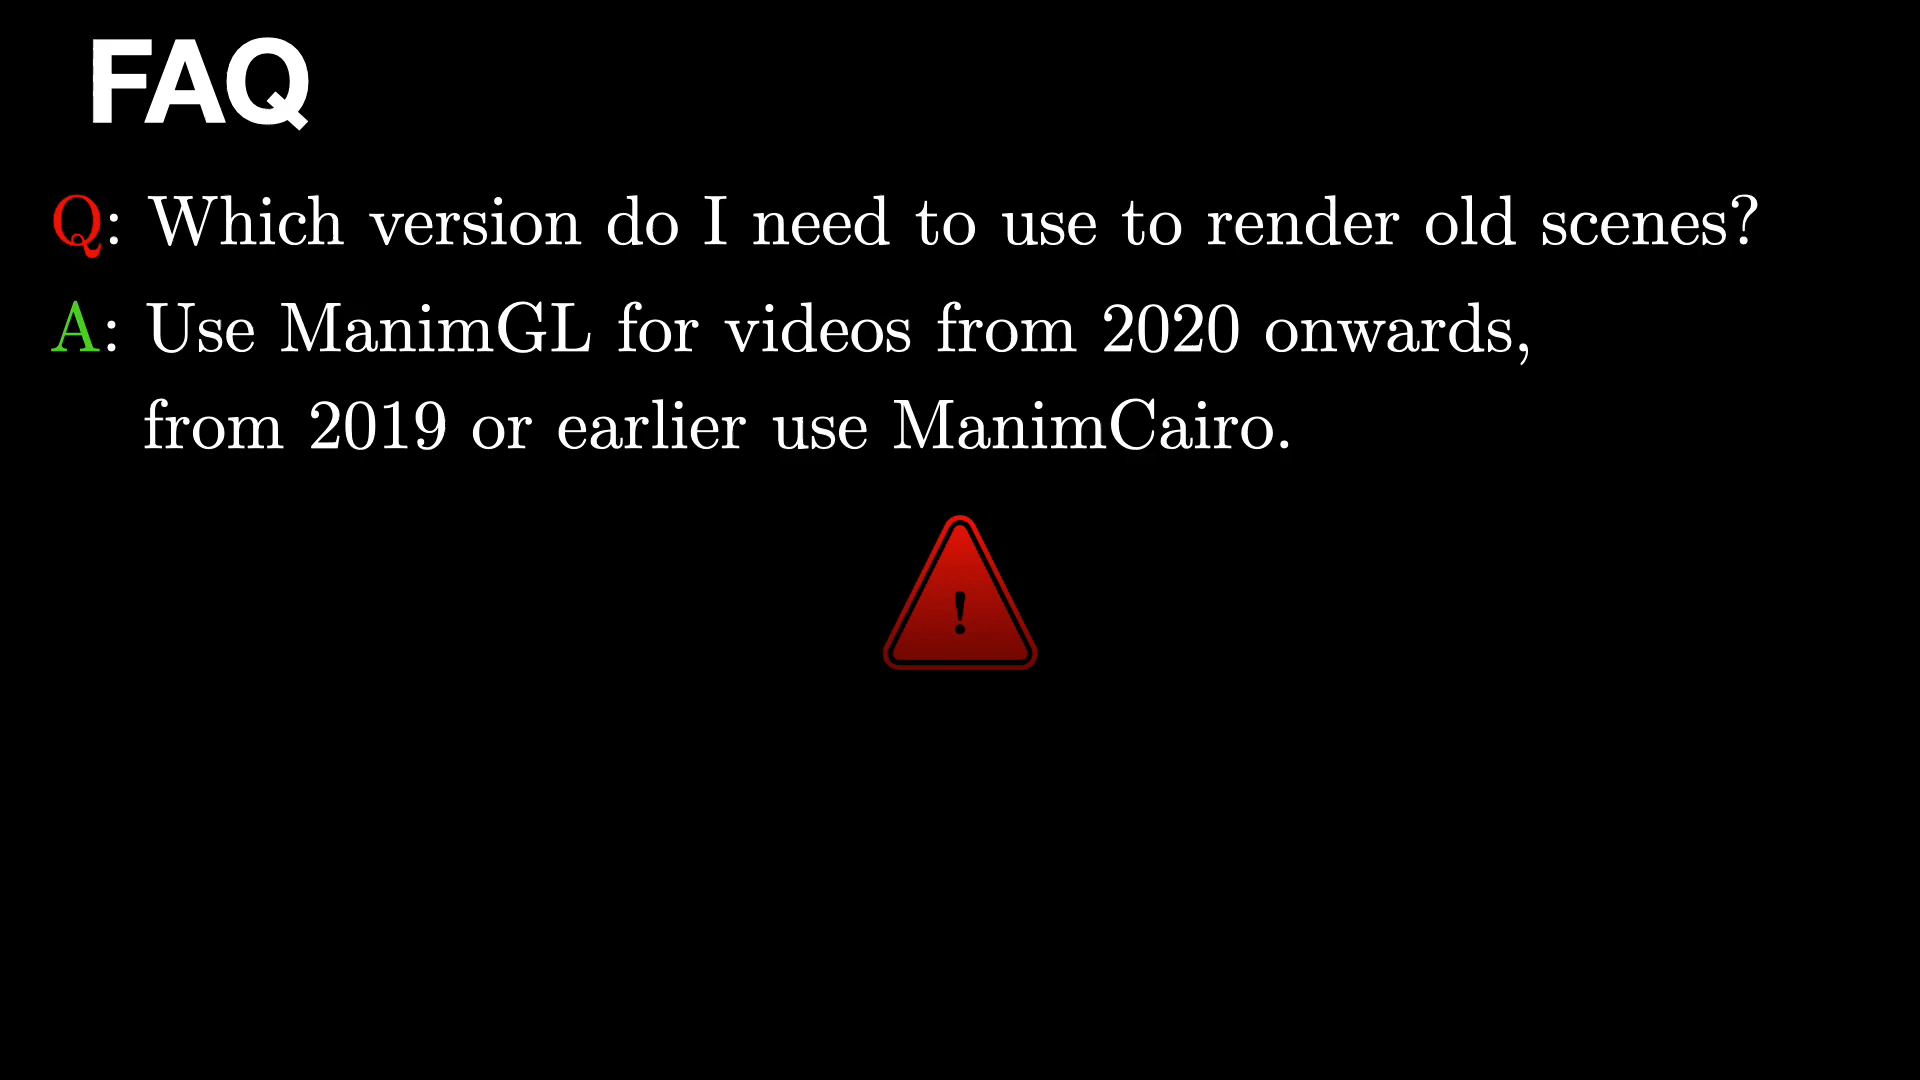 FAQ
Q: Which version do I need to use to render old scenes?
A: Use ManimGL for videos from 2020 onwards,
from 2019 or earlier use ManimCairo.
!